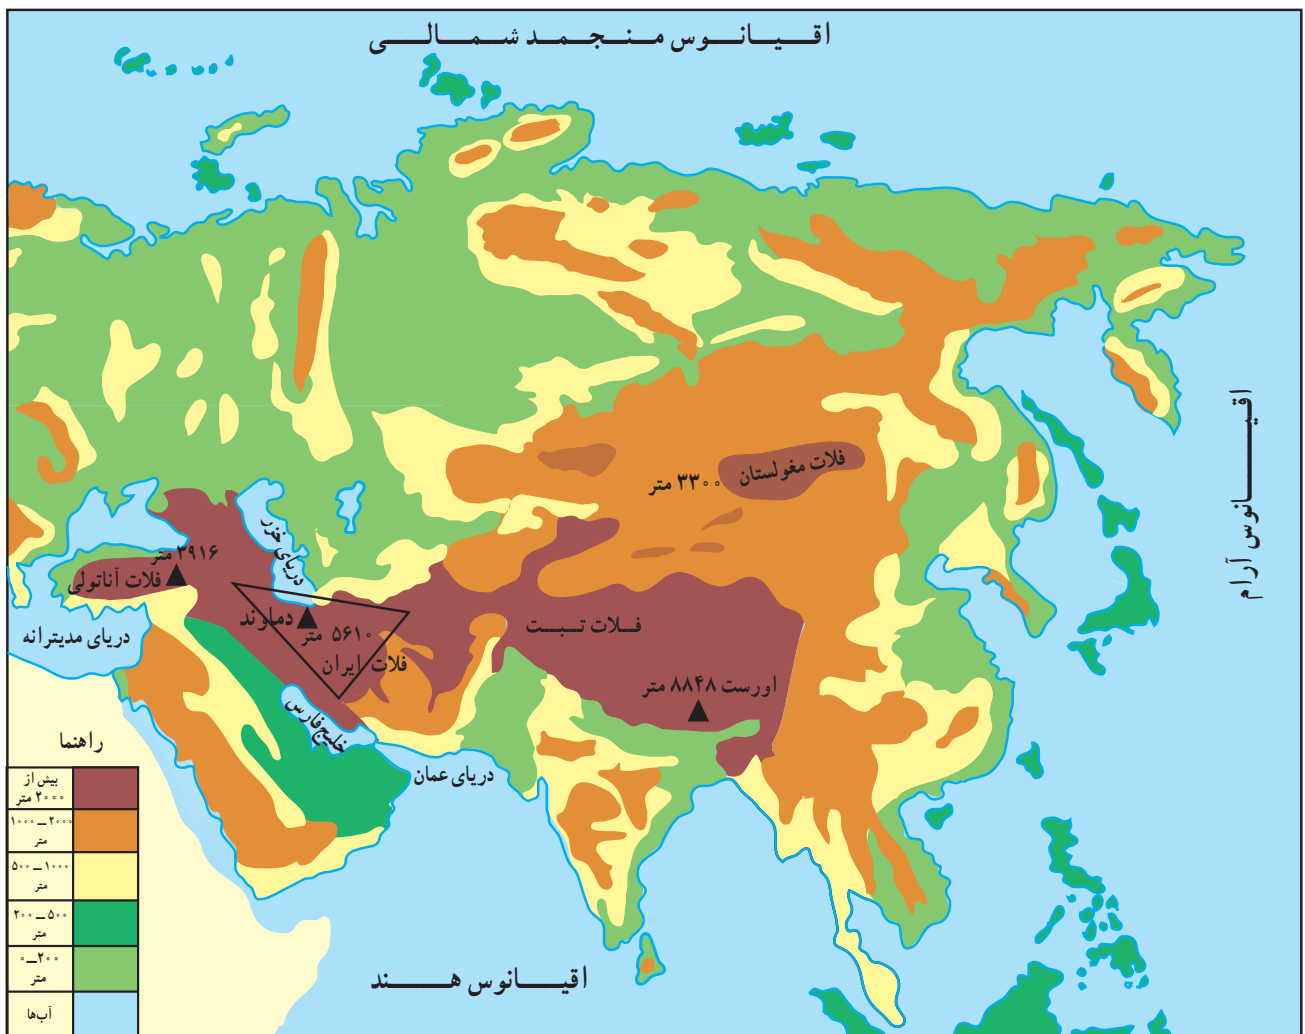 اقیانوس منجمد شمالی
اقیانوس آرام
فلات مغولستان
۳۳۰۰ متر
دریای خزر
۳۹۱۶ متر
فلات آناتولی
دماوند
۵۶۱۰ متر
فلات ایران
فلات تبت
اورست ۸۸۴۸ متر
دریای مدیترانه
خلیج فارس
دریای عمان
اقیانوس هند
راهنما
بیش از
۲۰۰۰ متر
۱۰۰۰ – ۲۰۰۰
متر
۵۰۰ – ۱۰۰۰
متر
۲۰۰ – ۵۰۰
متر
۰ – ۲۰۰
متر
آب‌ها